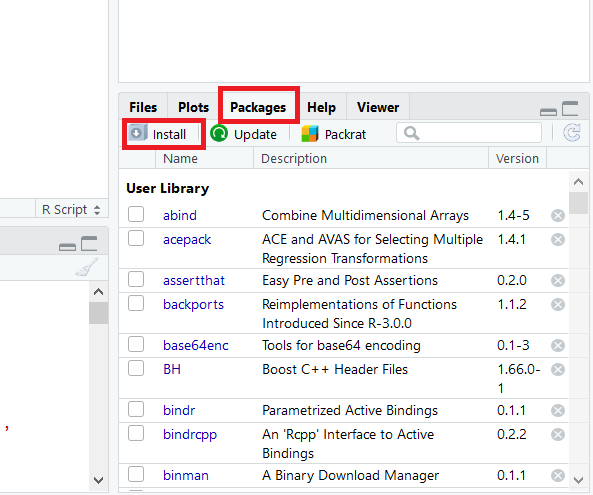 Files Plots Packages Help Viewer
Install Update Packrat
Name Description Version
User Library
abind Combine Multidimensional Arrays 1.4-5
acepack ACE and AVAS for Selecting Multiple 1.4.1
Regression Transformations
assertthat Easy Pre and Post Assertions 0.2.0
backports Reimplementations of Functions 1.1.2
Introduced Since R-3.0.0
base64enc Tools for base64 encoding 0.1-3
BH Boost C++ Header Files 1.66.0-
1
bindr Parametrized Active Bindings 0.1.1
bindrcpp An 'Rcpp' Interface to Active 0.2.2
Bindings
binman A Binary Download Manager 0.1.1
R Script
,